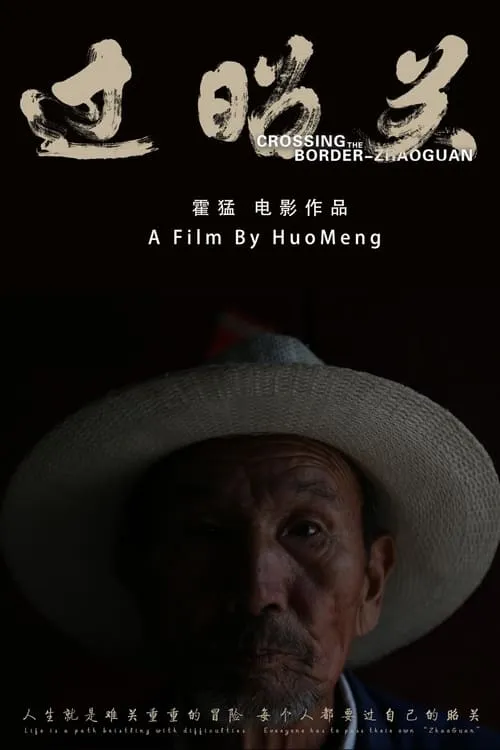 过昭关
CROSSING THE
BORDER-ZHAOGUAN
霍猛 电影作品
A Film By HuoMeng
人生就是难关重重的冒险 每个人都要过自己的昭关
Life is a path bristling with difficulties Everyone has to pass their own "ZhaoGuan"